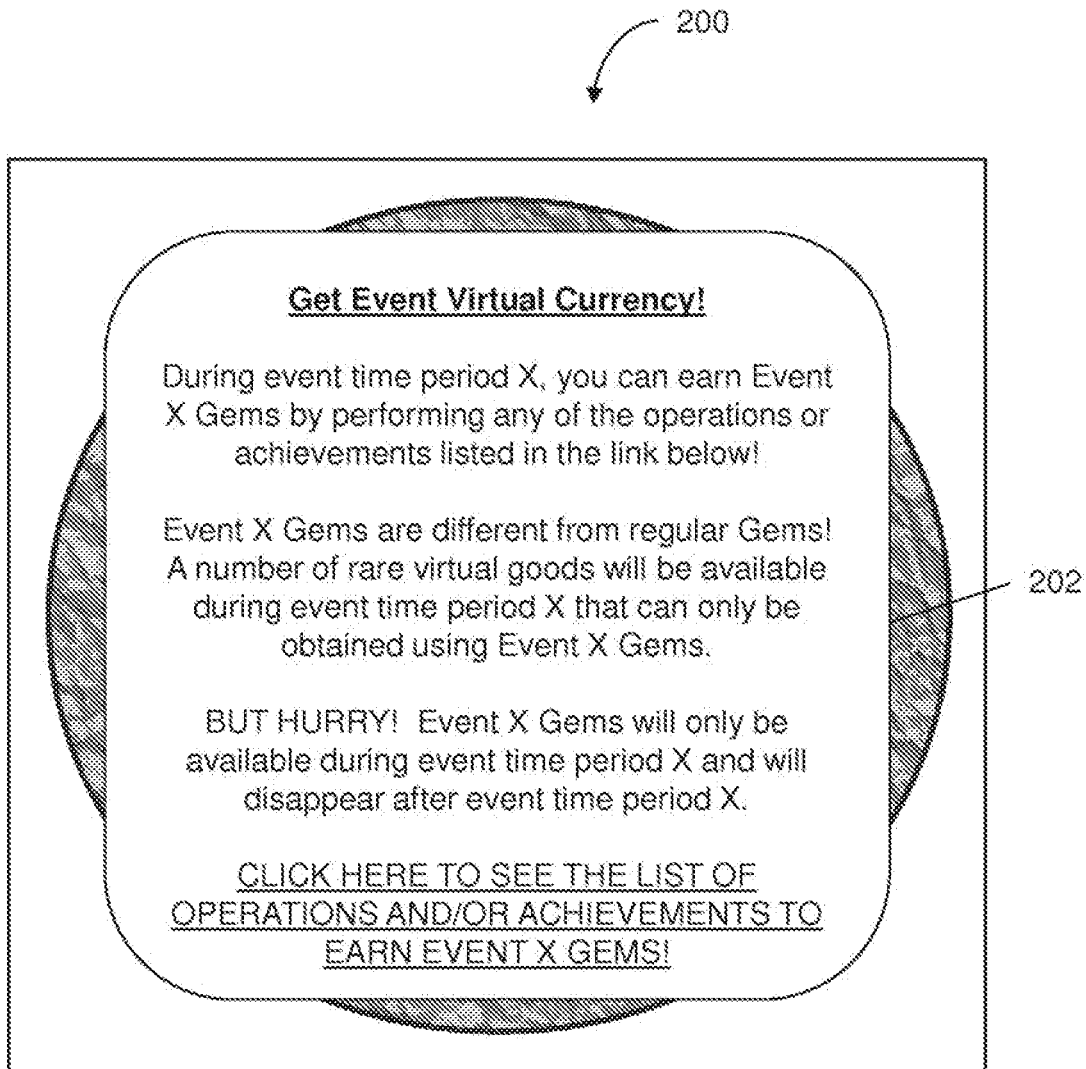 200
Get Event Virtual Currency!
During event time period X, you can earn Event
X Gems by performing any of the operations or
achievements listed in the link below!
Event X Gems are different from regular Gems!
A number of rare virtual goods will be available
during event time period X that can only be
obtained using Event X Gems.
202
BUT HURRY!  Event X Gems will only be
available during event time period X and will
disappear after event time period X.
CLICK HERE TO SEE THE LIST OF
OPERATIONS AND/OR ACHIEVEMENTS TO
EARN EVENT X GEMS!